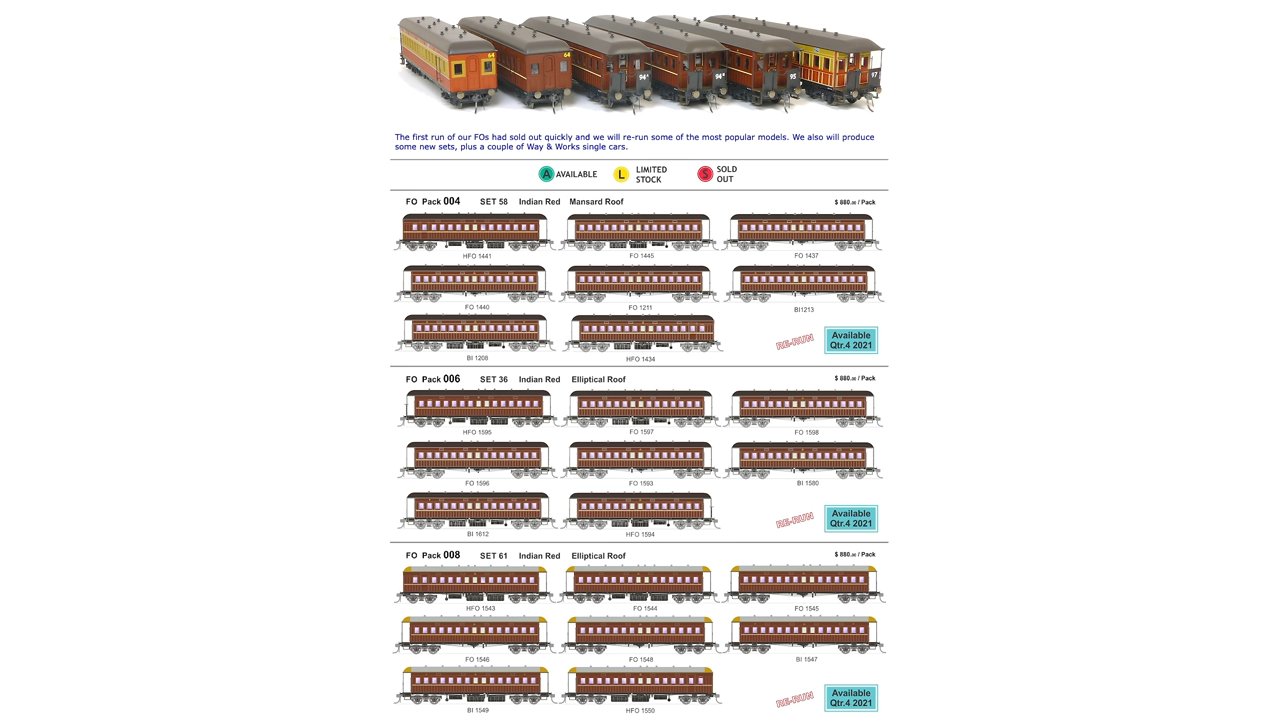 64
64
94*
94*
95
97
The first run of our FOs had sold out quickly and we will re-run some of the most popular models. We also will produce
some new sets, plus a couple of Way & Works single cars.
A AVAILABLE
L LIMITED
STOCK
S SOLD
OUT
FO Pack 004 SET 58 Indian Red Mansard Roof $ 880.00 / Pack
HFO 1441 FO 1445 FO 1437
FO 1440 FO 1211 BI1213
BI 1208 HFO 1434
RE-RUN
Available
Qtr.4 2021
FO Pack 006 SET 36 Indian Red Elliptical Roof $ 880.00 / Pack
HFO 1595 FO 1597 FO 1598
FO 1596 FO 1593 BI 1580
BI 1612 HFO 1594
RE-RUN
Available
Qtr.4 2021
FO Pack 008 SET 61 Indian Red Elliptical Roof $ 880.00 / Pack
HFO 1543 FO 1544 FO 1545
FO 1546 FO 1548 BI 1547
BI 1549 HFO 1550
RE-RUN
Available
Qtr.4 2021